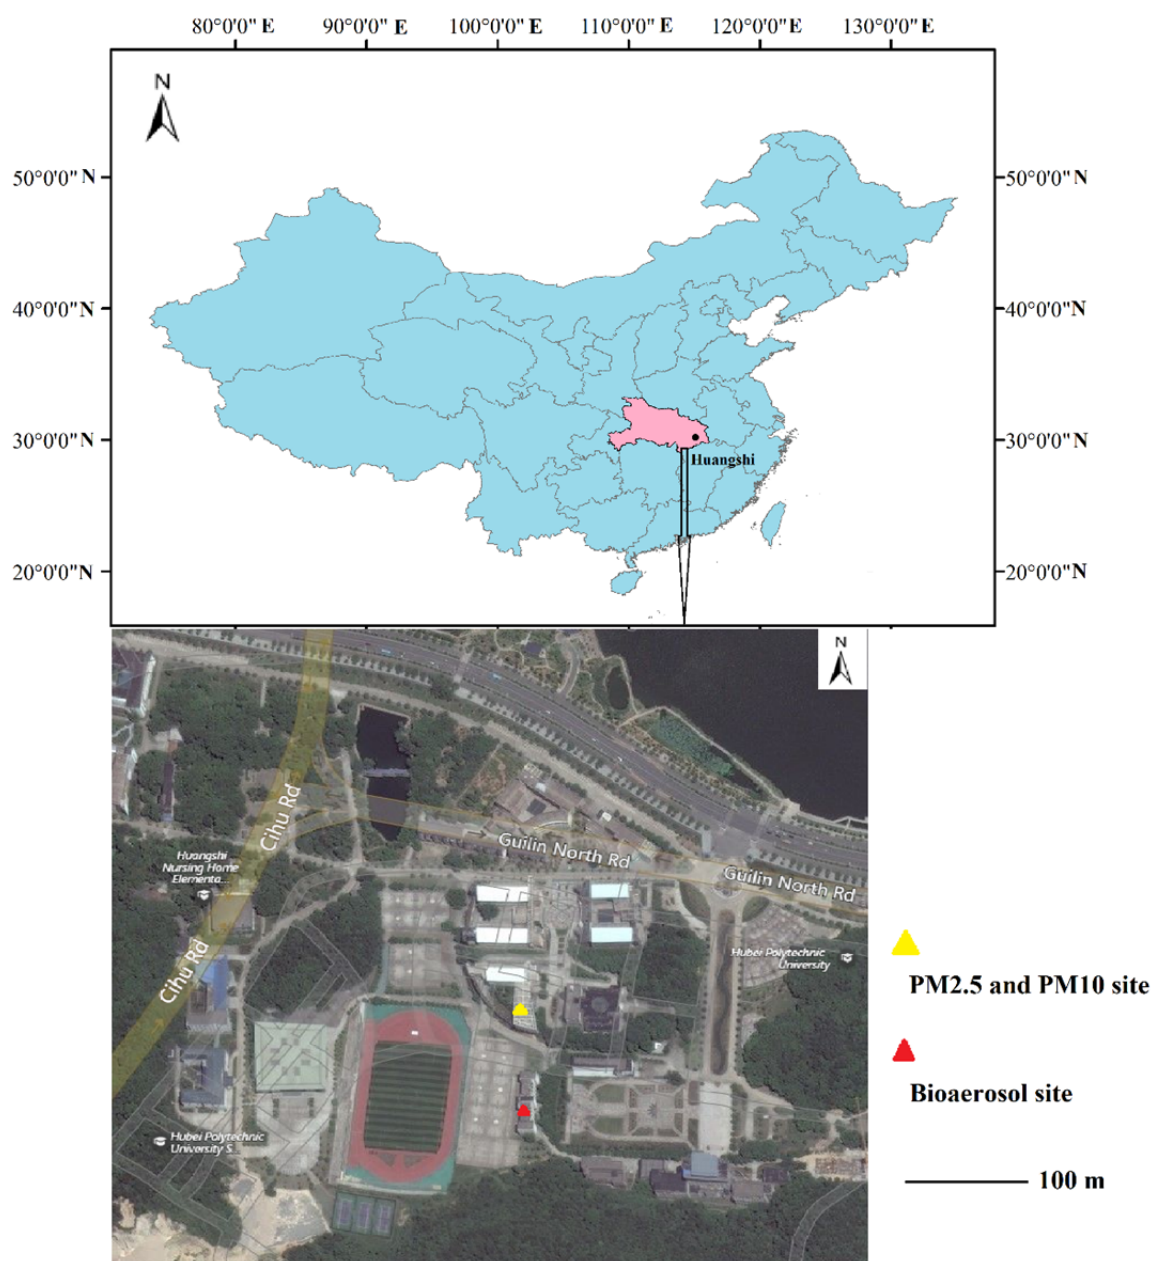 80°0'0" E 90°0'0" E 100°0'0" E 110°0'0"E 120°0'0"E 130°0'0"E
N
50°0'0" N 50°0'0"N
40°0'0"N 40°0'0"N
30°0'0"N 30°0'0"N
Huangshi
20°0'0"N 20°0'0"N
N
Cihu Rd
Guilin North Rd
Guilin North Rd
Huangshi
Nursing Home
Elementa...
Hubei Polytechnic
University
Cihu Rd
PM2.5 and PM10 site
Bioaerosol site
Hubei Polytechnic
University S...
100 m